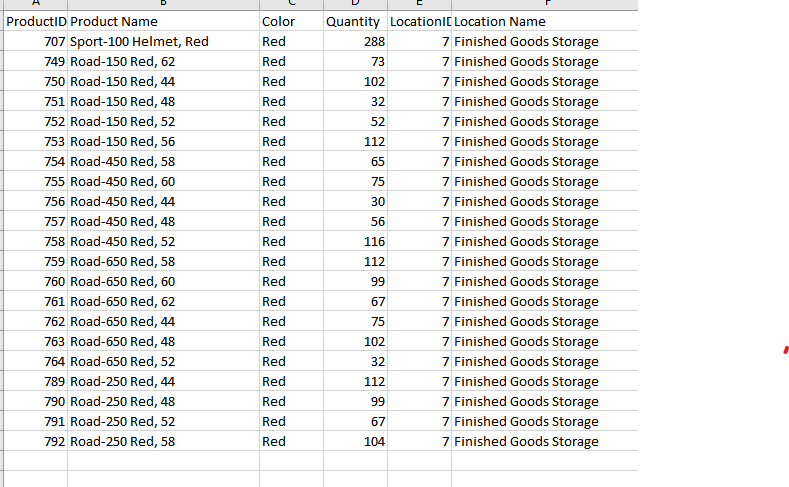 A B C D E F
ProductID Product Name Color Quantity LocationID Location Name
707 Sport-100 Helmet, Red Red 288 7 Finished Goods Storage
749 Road-150 Red, 62 Red 73 7 Finished Goods Storage
750 Road-150 Red, 44 Red 102 7 Finished Goods Storage
751 Road-150 Red, 48 Red 32 7 Finished Goods Storage
752 Road-150 Red, 52 Red 52 7 Finished Goods Storage
753 Road-150 Red, 56 Red 112 7 Finished Goods Storage
754 Road-450 Red, 58 Red 65 7 Finished Goods Storage
755 Road-450 Red, 60 Red 75 7 Finished Goods Storage
756 Road-450 Red, 44 Red 30 7 Finished Goods Storage
757 Road-450 Red, 48 Red 56 7 Finished Goods Storage
758 Road-450 Red, 52 Red 116 7 Finished Goods Storage
759 Road-650 Red, 58 Red 112 7 Finished Goods Storage
760 Road-650 Red, 60 Red 99 7 Finished Goods Storage
761 Road-650 Red, 62 Red 67 7 Finished Goods Storage
762 Road-650 Red, 44 Red 75 7 Finished Goods Storage
763 Road-650 Red, 48 Red 102 7 Finished Goods Storage
764 Road-650 Red, 52 Red 32 7 Finished Goods Storage
789 Road-250 Red, 44 Red 112 7 Finished Goods Storage
790 Road-250 Red, 48 Red 99 7 Finished Goods Storage
791 Road-250 Red, 52 Red 67 7 Finished Goods Storage
792 Road-250 Red, 58 Red 104 7 Finished Goods Storage